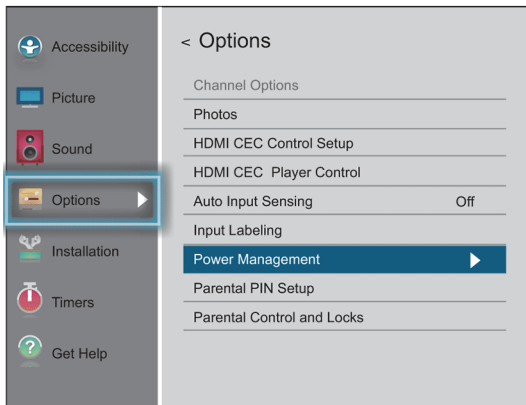 Accessibility
Picture
Sound
Options
Installation
Timers
Get Help
< Options
Channel Options
Photos
HDMI CEC Control Setup
HDMI CEC Player Control
Auto Input Sensing Off
Input Labeling
Power Management
Parental PIN Setup
Parental Control and Locks